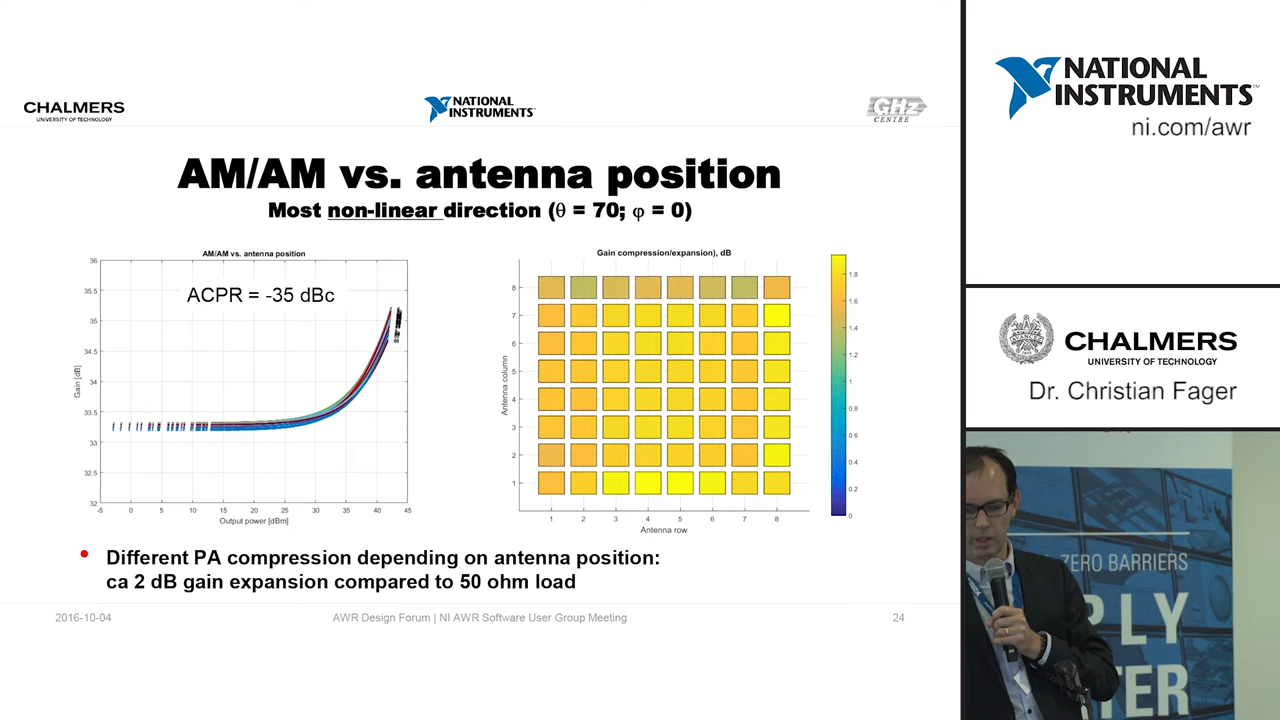 CHALMERS
UNIVERSITY OF TECHNOLOGY
NATIONAL
INSTRUMENTS
GHz
CENTRE
AM/AM vs. antenna position
Most non-linear direction (θ = 70; φ = 0)
AM/AM vs. antenna position
ACPR = -35 dBc
36
35.5
35
34.5
34
33.5
33
32.5
32
Gain [dB]
-5 0 5 10 15 20 25 30 35 40 45
Output power [dBm]
Gain compression/expansion), dB
8
7
6
5
4
3
2
1
Antenna column
1 2 3 4 5 6 7 8
Antenna row
1.8
1.6
1.4
1.2
1
0.8
0.6
0.4
0.2
0
Different PA compression depending on antenna position:
ca 2 dB gain expansion compared to 50 ohm load
2016-10-04
AWR Design Forum | NI AWR Software User Group Meeting
24
NATIONAL
INSTRUMENTS™
ni.com/awr
CHALMERS
UNIVERSITY OF TECHNOLOGY
Dr. Christian Fager
ZERO BARRIERS
PLY
TER